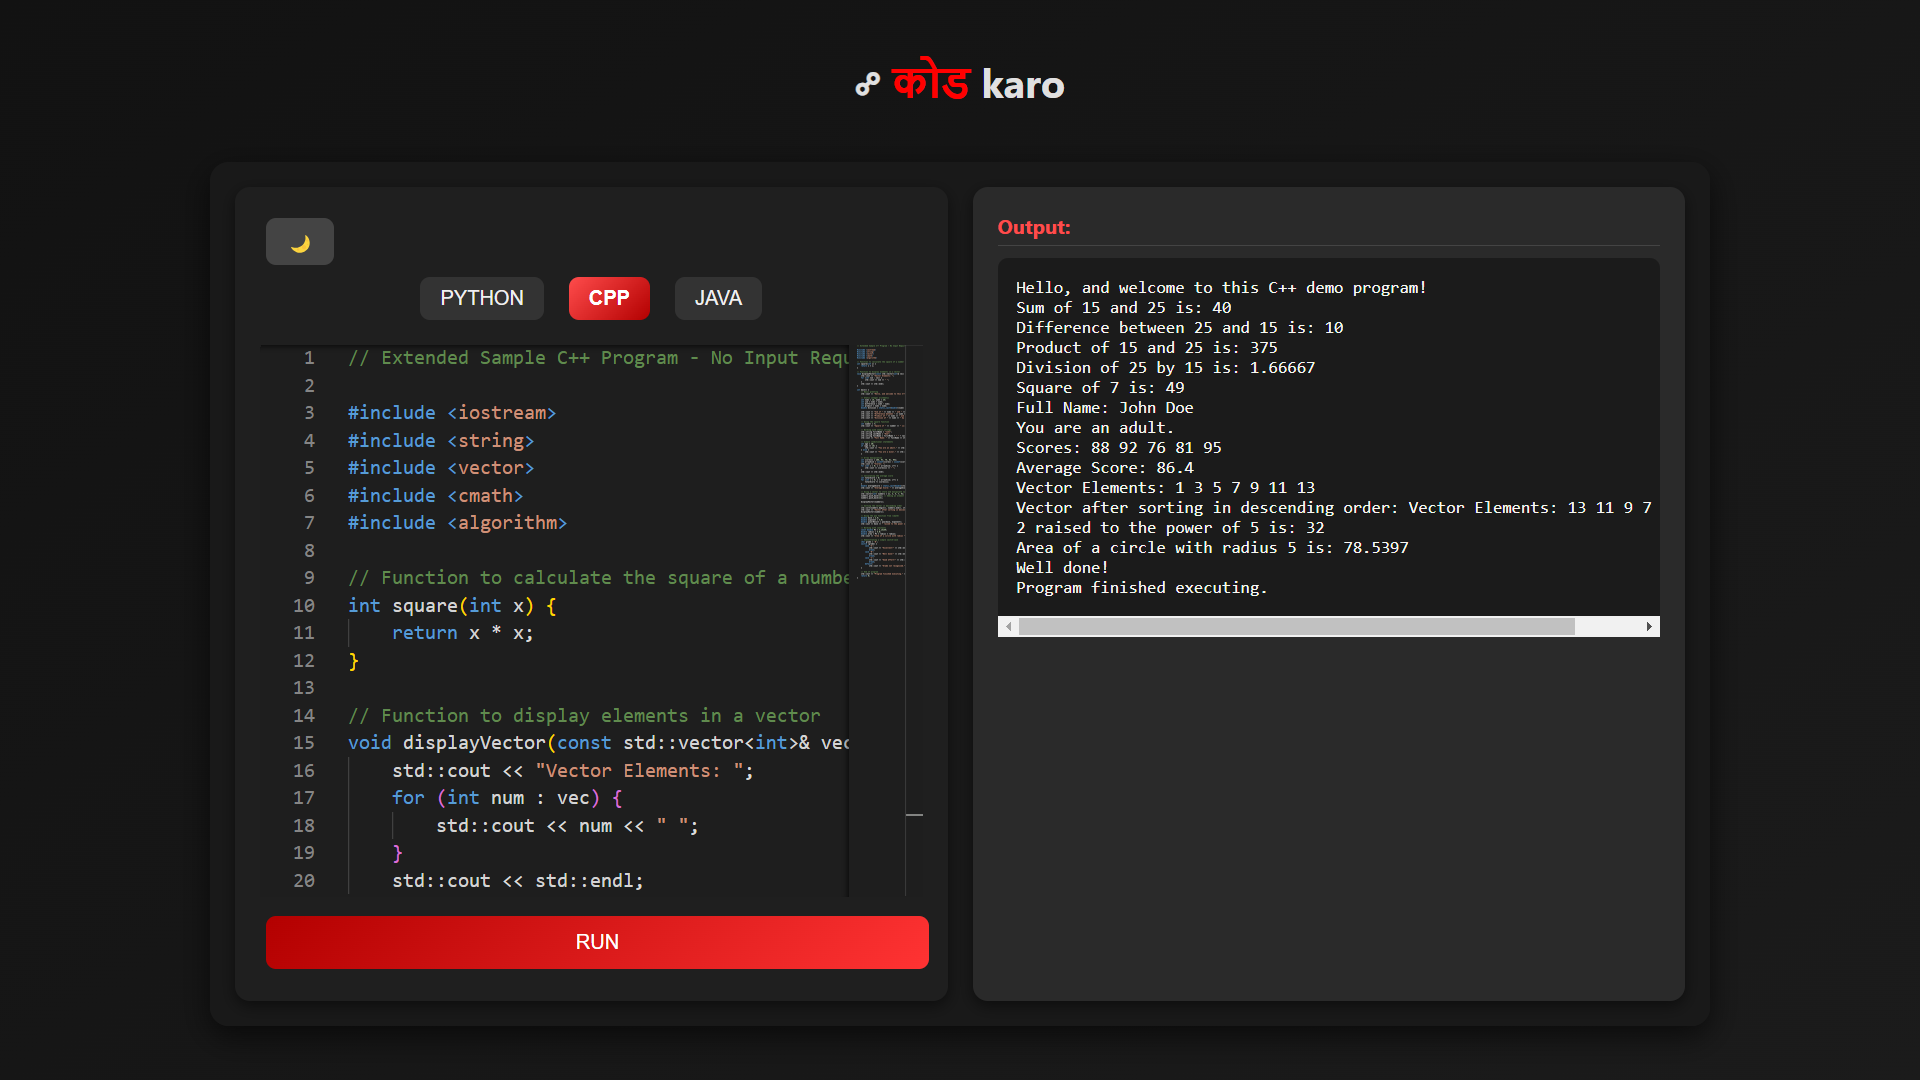 कोड karo
PYTHON CPP JAVA
1 // Extended Sample C++ Program - No Input Requ
2
3 #include <iostream>
4 #include <string>
5 #include <vector>
6 #include <cmath>
7 #include <algorithm>
8
9 // Function to calculate the square of a numbe
10 int square(int x) {
11 return x * x;
12 }
13
14 // Function to display elements in a vector
15 void displayVector(const std::vector<int>& vec
16 std::cout << "Vector Elements: ";
17 for (int num : vec) {
18 std::cout << num << " ";
19 }
20 std::cout << std::endl;
RUN
Output:
Hello, and welcome to this C++ demo program!
Sum of 15 and 25 is: 40
Difference between 25 and 15 is: 10
Product of 15 and 25 is: 375
Division of 25 by 15 is: 1.66667
Square of 7 is: 49
Full Name: John Doe
You are an adult.
Scores: 88 92 76 81 95
Average Score: 86.4
Vector Elements: 1 3 5 7 9 11 13
Vector after sorting in descending order: Vector Elements: 13 11 9 7
2 raised to the power of 5 is: 32
Area of a circle with radius 5 is: 78.5397
Well done!
Program finished executing.